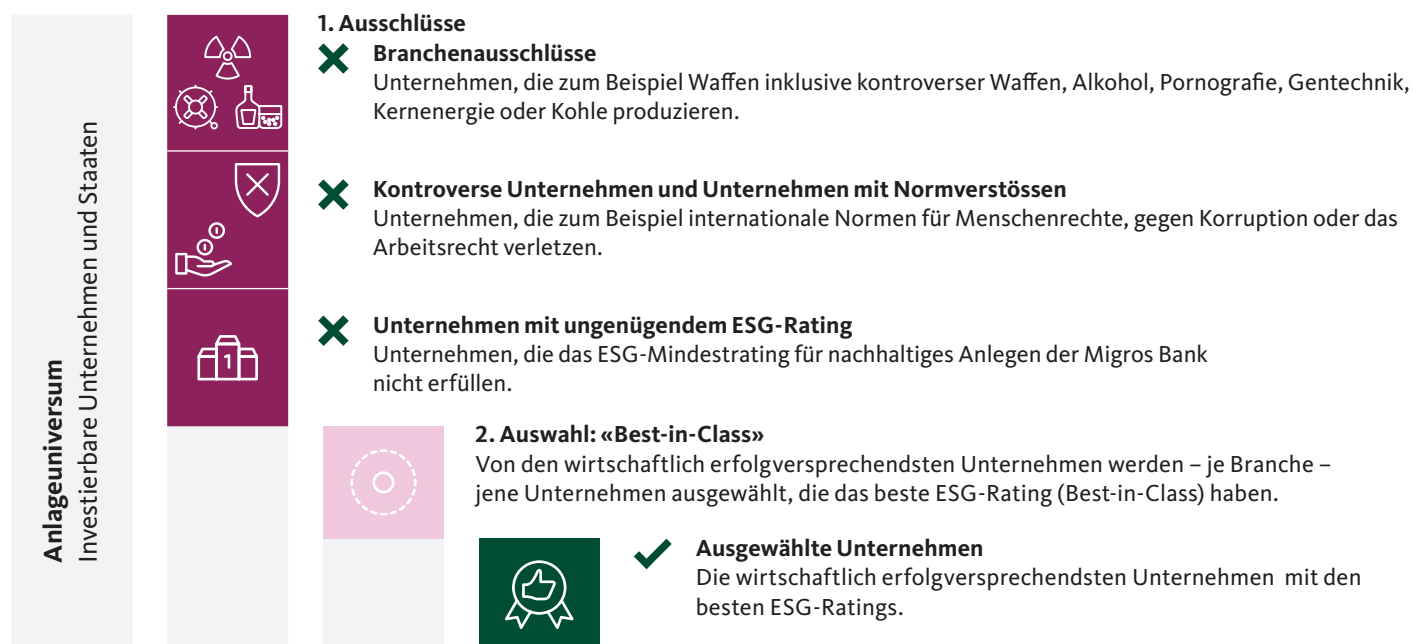 Anlageuniversum
Investierbare Unternehmen und Staaten
1. Ausschlüsse
Branchenausschlüsse
Unternehmen, die zum Beispiel Waffen inklusive kontroverser Waffen, Alkohol, Pornografie, Gentechnik,
Kernenergie oder Kohle produzieren.
Kontroverse Unternehmen und Unternehmen mit Normverstössen
Unternehmen, die zum Beispiel internationale Normen für Menschenrechte, gegen Korruption oder das
Arbeitsrecht verletzen.
1
Unternehmen mit ungenügendem ESG-Rating
Unternehmen, die das ESG-Mindestrating für nachhaltiges Anlegen der Migros Bank
nicht erfüllen.
2. Auswahl: «Best-in-Class»
Von den wirtschaftlich erfolgversprechendsten Unternehmen werden – je Branche –
jene Unternehmen ausgewählt, die das beste ESG-Rating (Best-in-Class) haben.
Ausgewählte Unternehmen
Die wirtschaftlich erfolgversprechendsten Unternehmen mit den
besten ESG-Ratings.